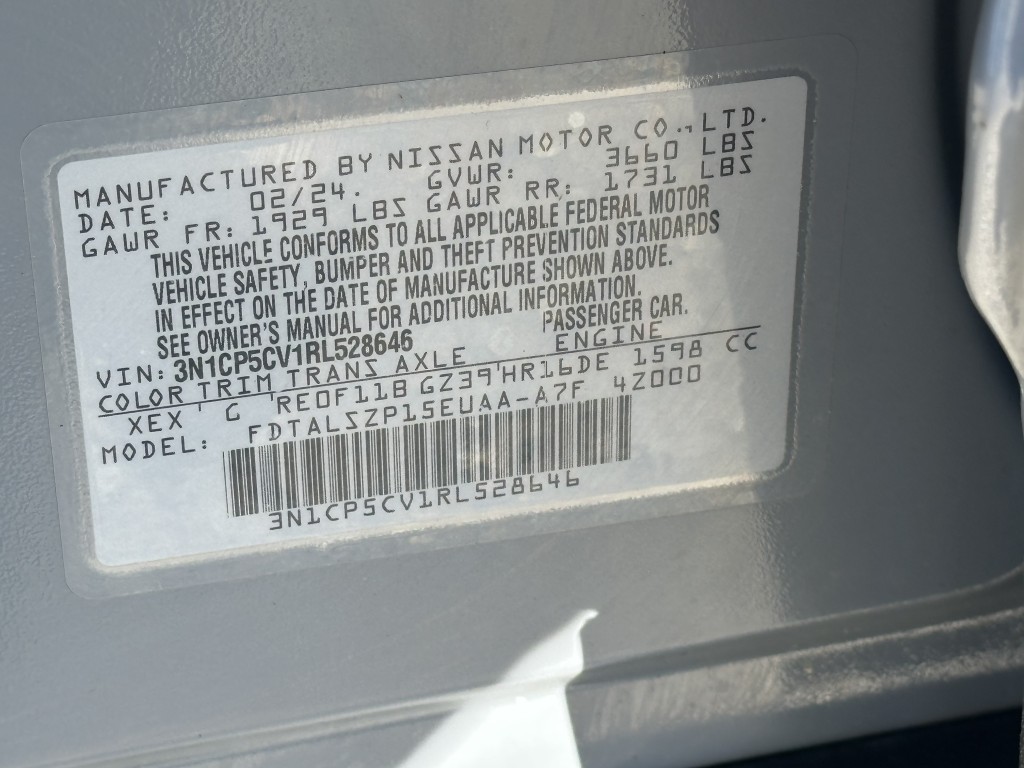 MANUFACTURED BY NISSAN MOTOR CO.,LTD.
DATE: 02/24. GVWR: 3660 LBS
GAWR FR: 1929 LBS GAWR RR: 1731 LBS
THIS VEHICLE CONFORMS TO ALL APPLICABLE FEDERAL MOTOR
VEHICLE SAFETY, BUMPER AND THEFT PREVENTION STANDARDS
IN EFFECT ON THE DATE OF MANUFACTURE SHOWN ABOVE.
SEE OWNER'S MANUAL FOR ADDITIONAL INFORMATION.
VIN: 3N1CP5CV1RL528646 PASSENGER CAR.
COLOR TRIM TRANS AXLE ENGINE
XEX G RE0F11B GZ39 HR16DE 1598 CC
MODEL: FDTALSZP15EUAA-A7F 4Z000
3N1CP5CV1RL528646